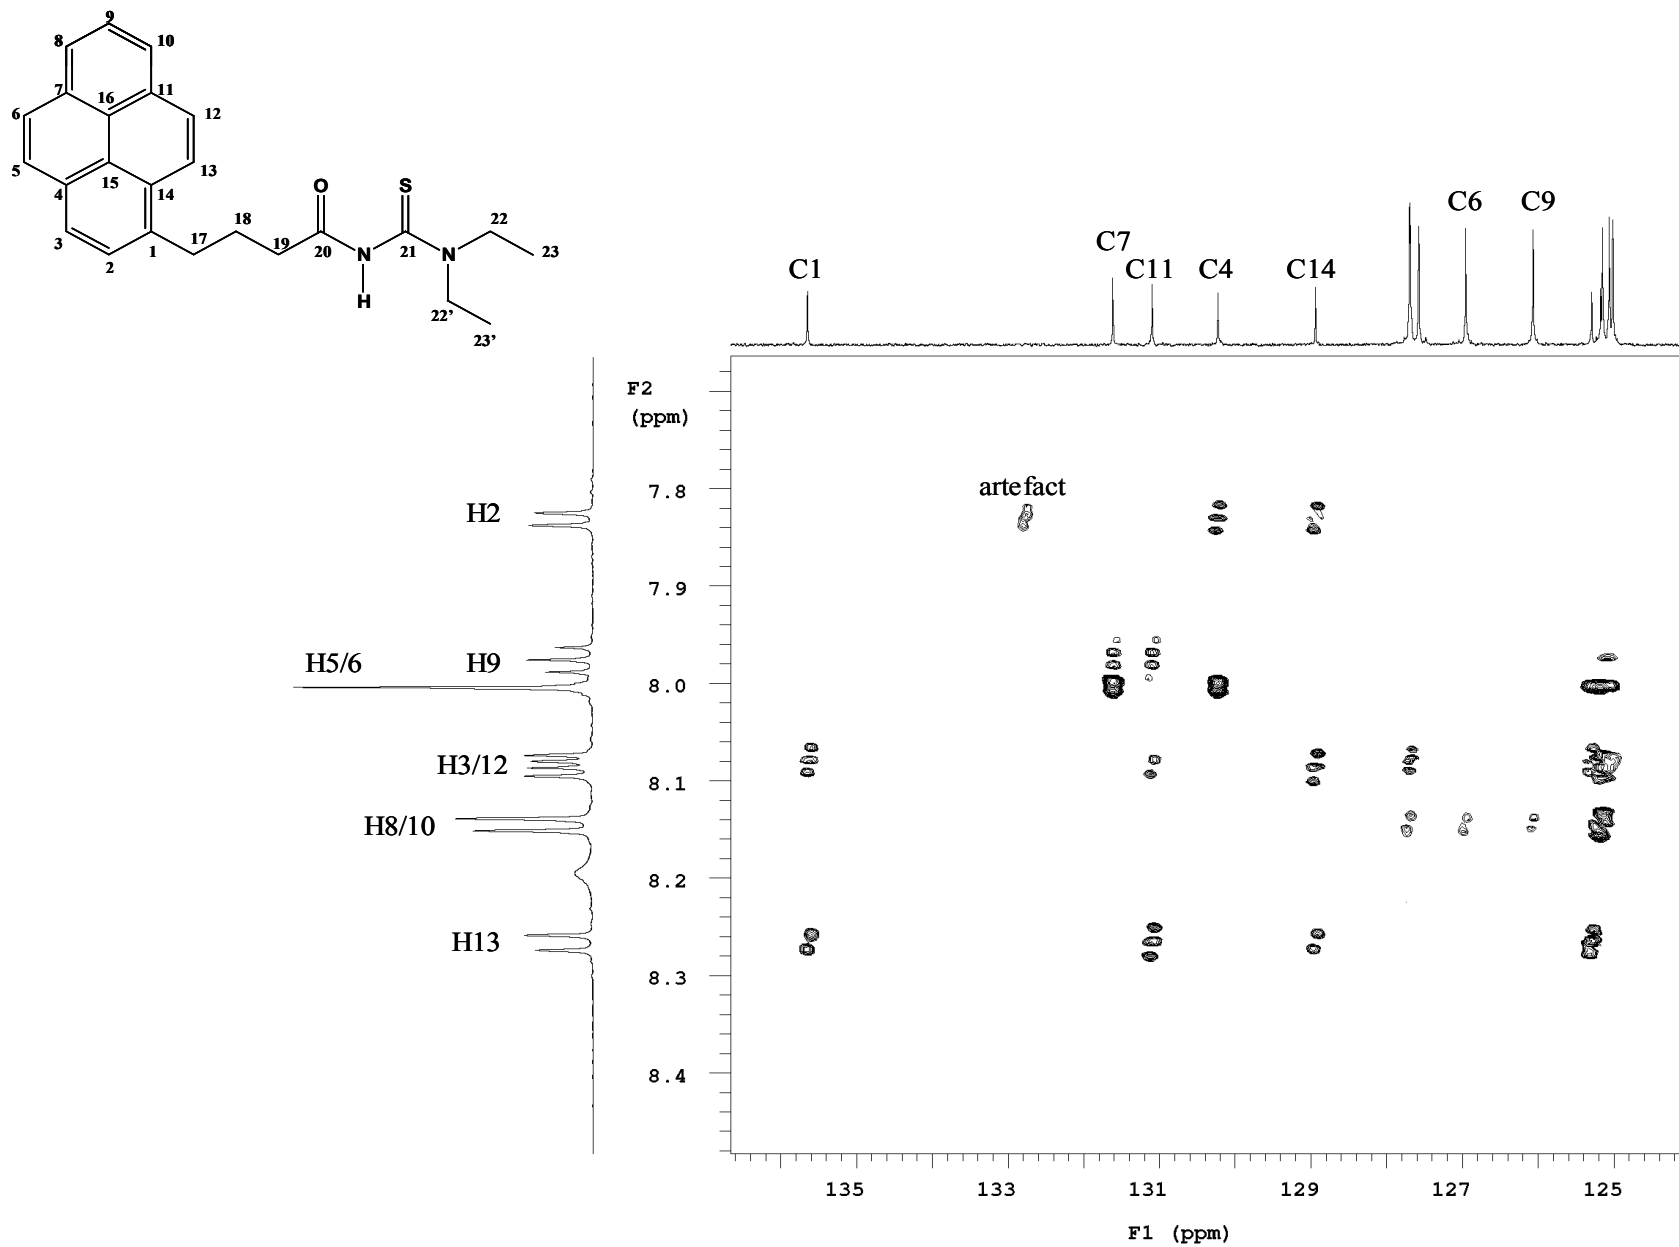 9
8 10
7 16 11
6 12
5 15 13
4 14
O S
3 18 22
17 19 20 21 N 23
2 1
H 22'
23'
C6 C9
C7
C1 C11 C4 C14
F2
(ppm)
artefact
7.8
H2
7.9
H5/6 H9
8.0
H3/12
8.1
H8/10
8.2
H13
8.3
8.4
135 133 131 129 127 125
F1 (ppm)